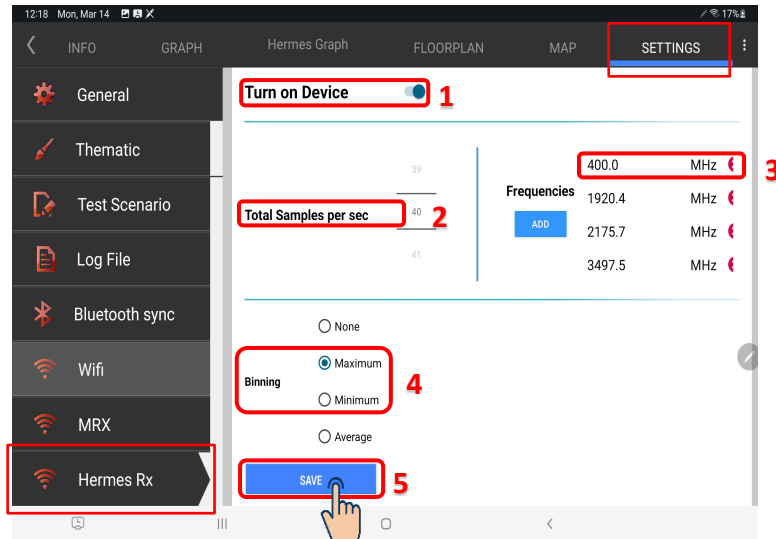 12:18 Mon, Mar 14 17%
INFO GRAPH Hermes Graph FLOORPLAN MAP SETTINGS
General
Thematic
Test Scenario
Log File
Bluetooth sync
Wifi
MRX
Hermes Rx
Turn on Device 1
Total Samples per sec 2
39
40
41
Frequencies
ADD
400.0 MHz 3
1920.4 MHz
2175.7 MHz
3497.5 MHz
Binning 4
None
Maximum
Minimum
Average
SAVE 5